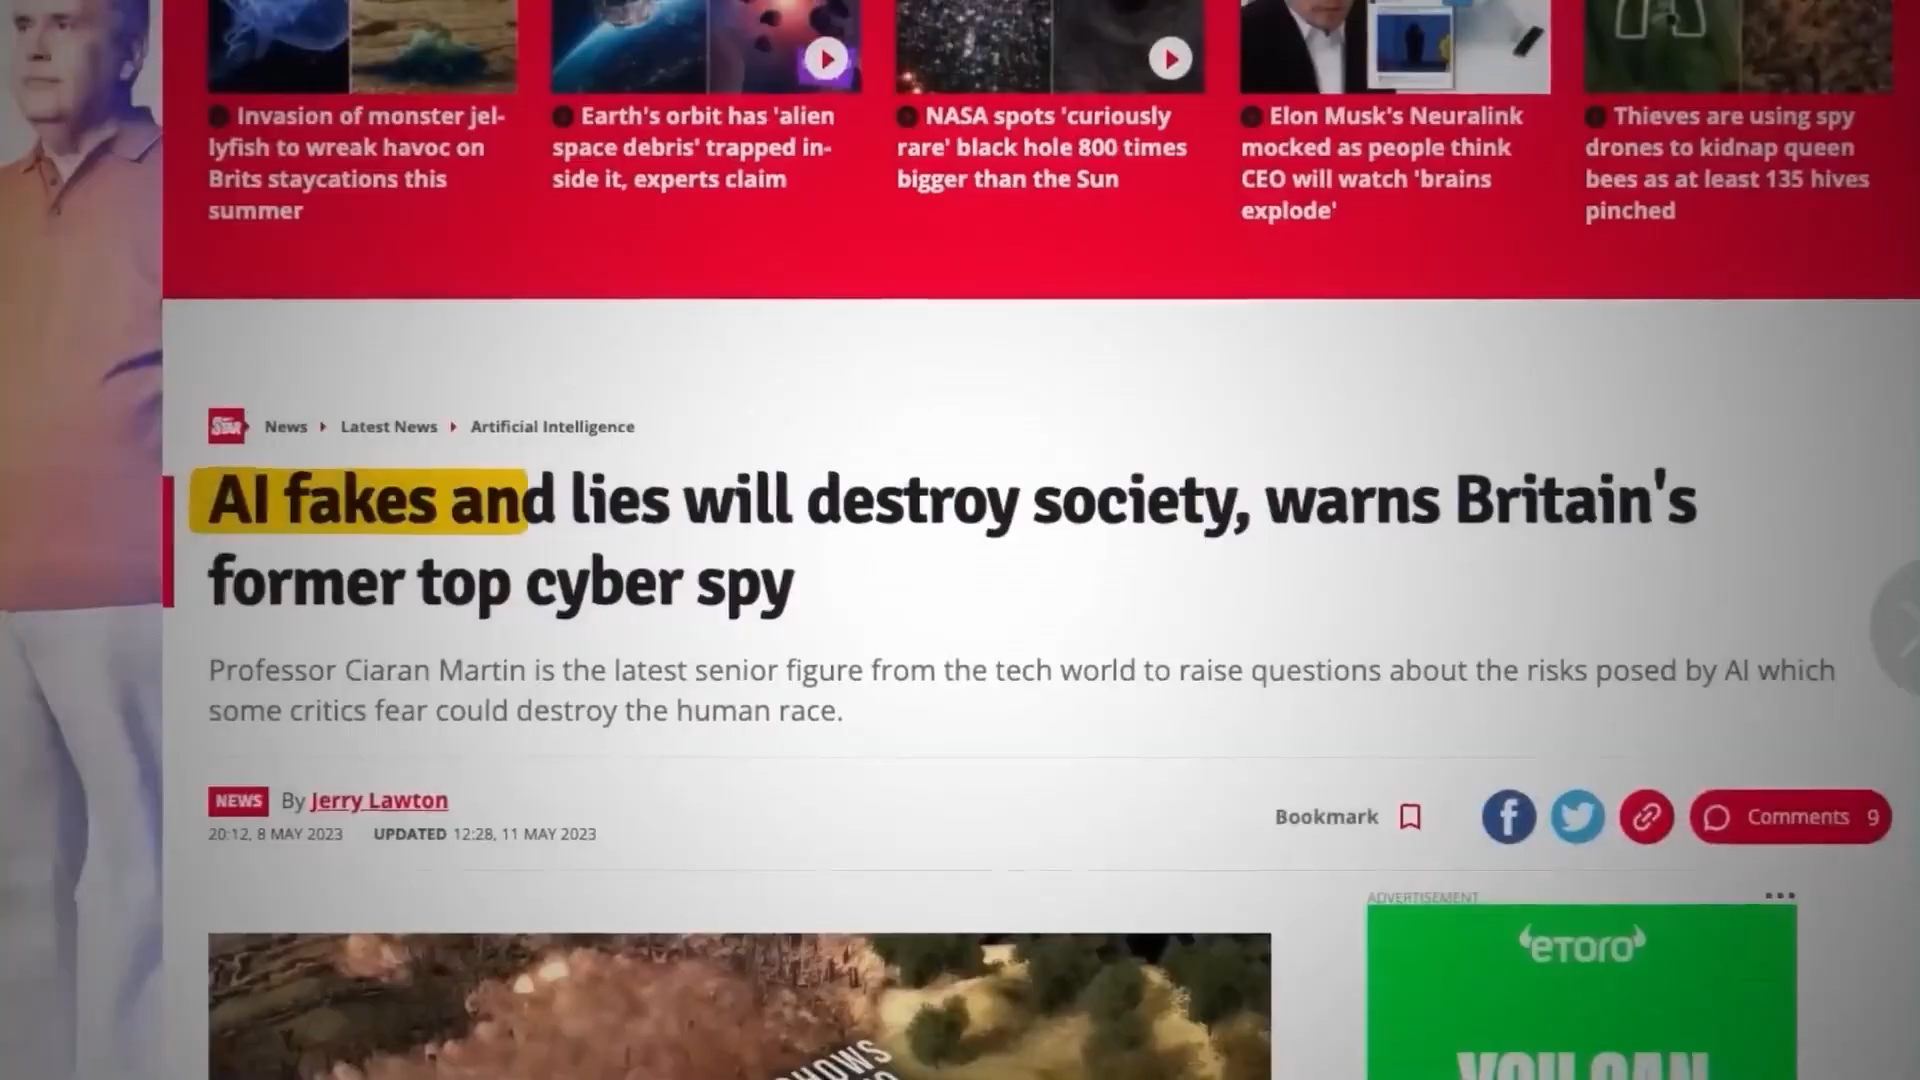 Invasion of monster jel-
lyfish to wreak havoc on
Brits staycations this
summer
Earth's orbit has 'alien
space debris' trapped in-
side it, experts claim
NASA spots 'curiously
rare' black hole 800 times
bigger than the Sun
Elon Musk's Neuralink
mocked as people think
CEO will watch 'brains
explode'
Thieves are using spy
drones to kidnap queen
bees as at least 135 hives
pinched
STAR News Latest News Artificial Intelligence
AI fakes and lies will destroy society, warns Britain's
former top cyber spy
Professor Ciaran Martin is the latest senior figure from the tech world to raise questions about the risks posed by AI which
some critics fear could destroy the human race.
NEWS By Jerry Lawton
20:12, 8 MAY 2023 UPDATED 12:28, 11 MAY 2023
Bookmark
Comments 9
ADVERTISEMENT
eToro
YOU CAN